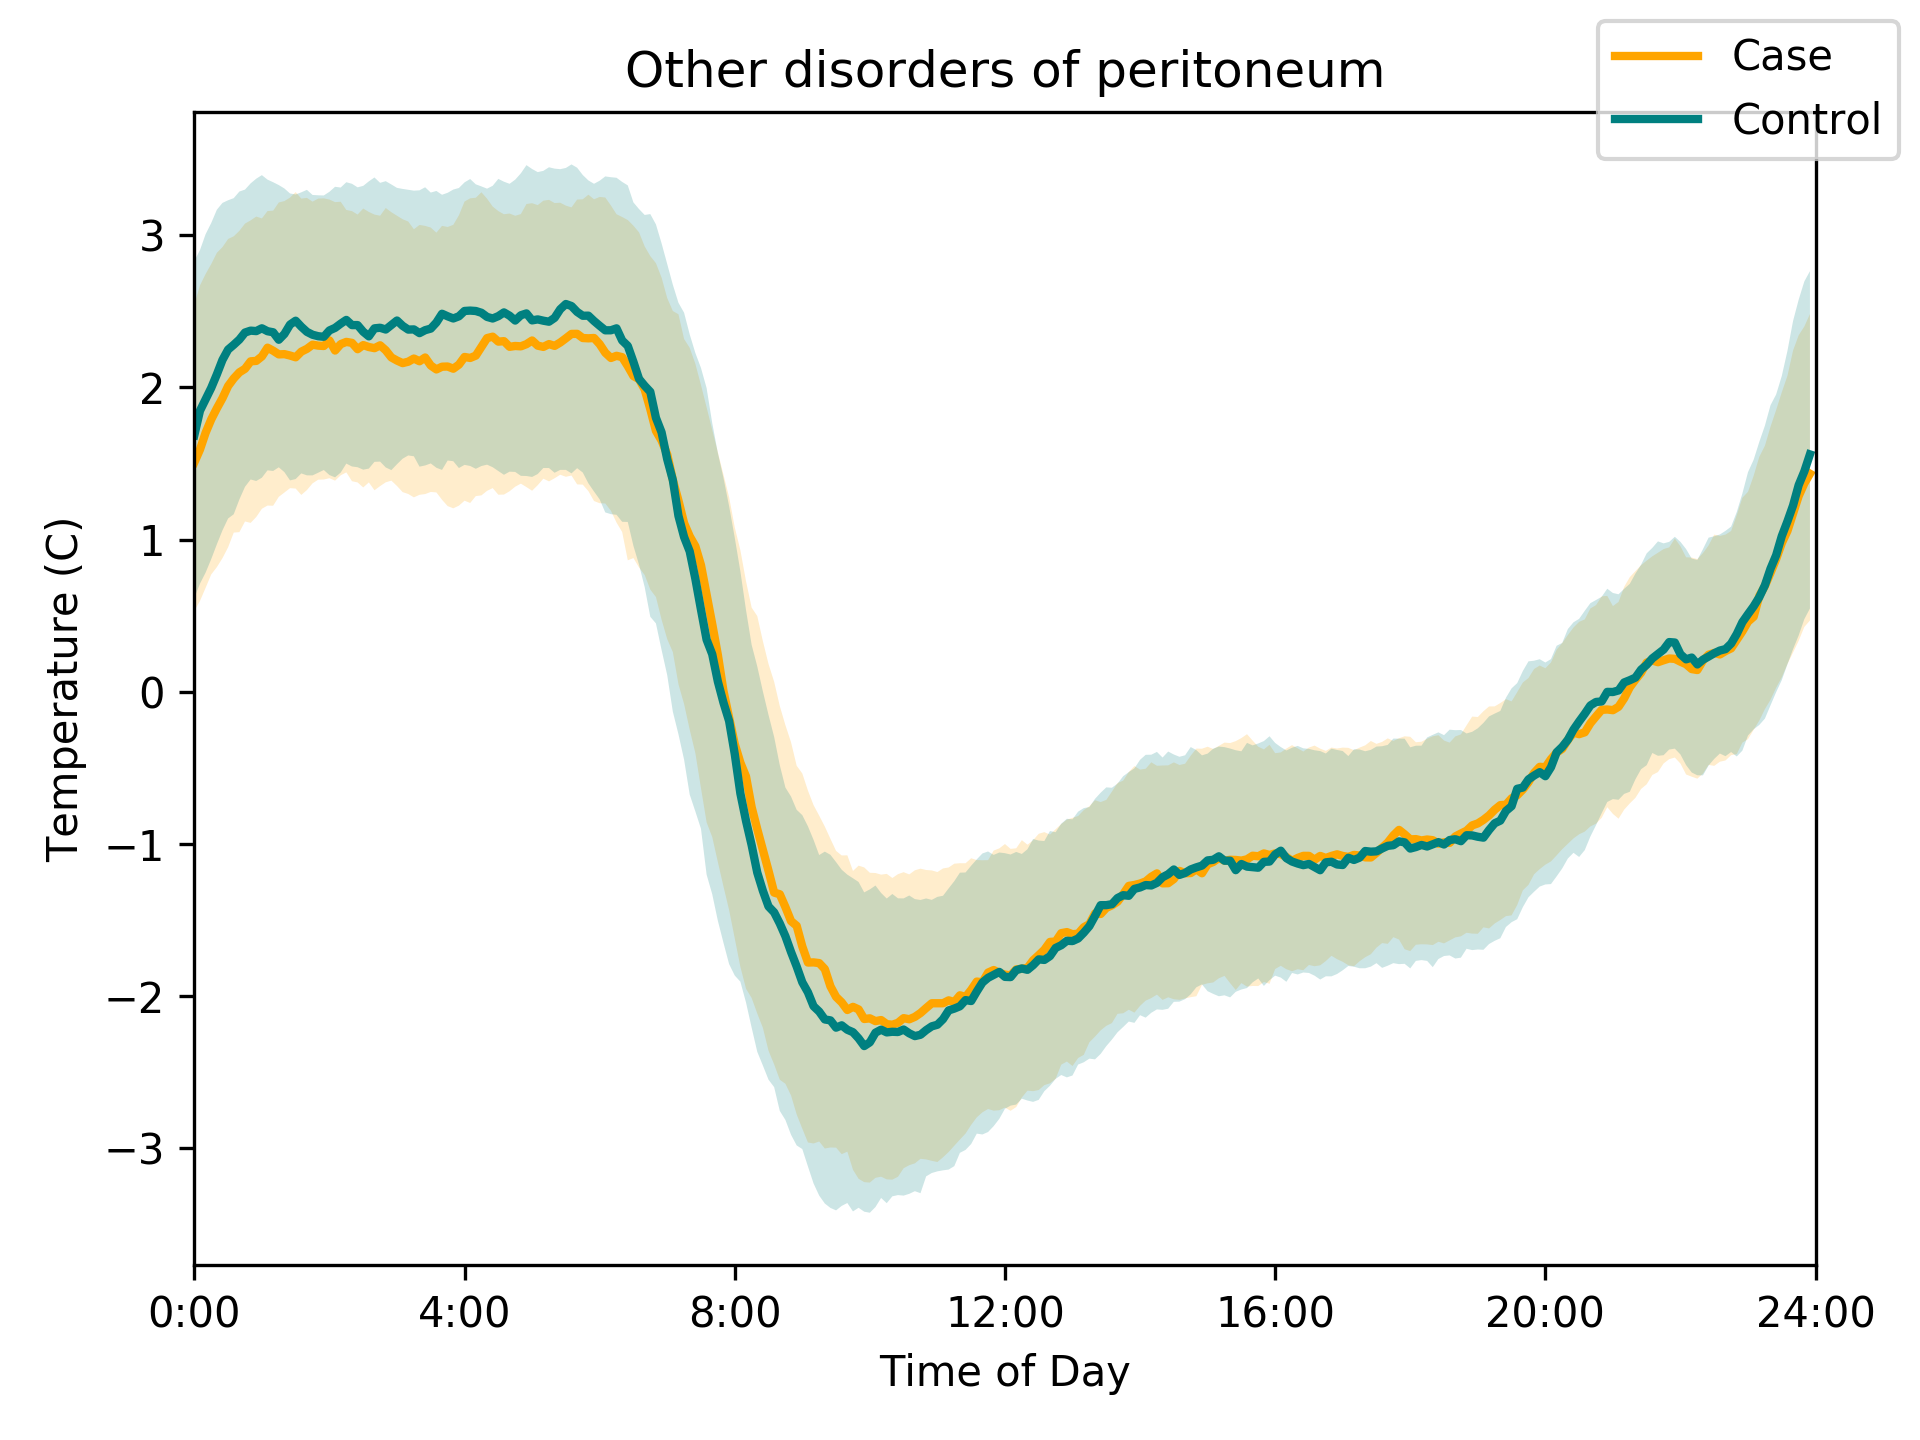 Other disorders of peritoneum
Case
Control
Temperature (C)
3
2
1
0
−1
−2
−3
0:00
4:00
8:00
12:00
16:00
20:00
24:00
Time of Day